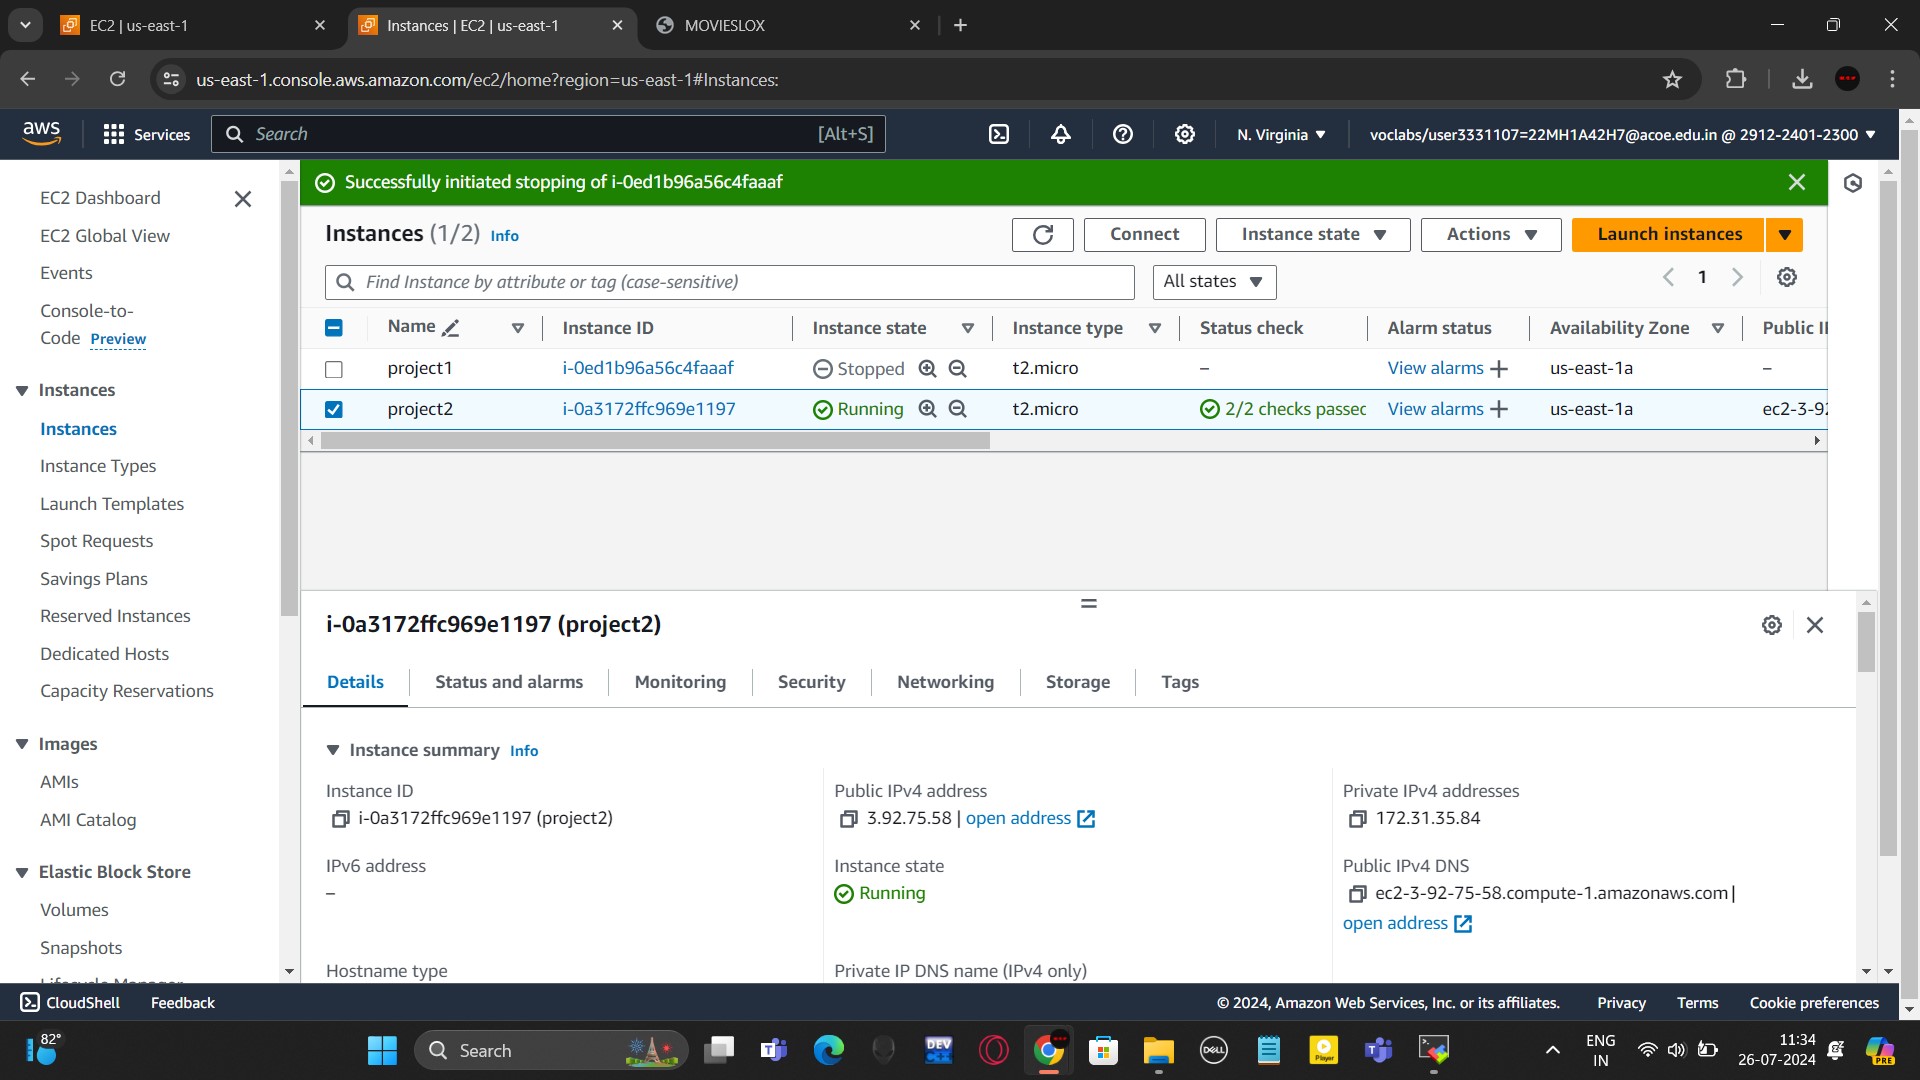 EC2 | us-east-1
Instances | EC2 | us-east-1
MOVIESLOX
us-east-1.console.aws.amazon.com/ec2/home?region=us-east-1#Instances:
aws
Services
Search
[Alt+S]
N. Virginia
voclabs/user3331107=22MH1A42H7@acoe.edu.in @ 2912-2401-2300
EC2 Dashboard
EC2 Global View
Events
Console-to-
Code Preview
Instances
Instances
Instance Types
Launch Templates
Spot Requests
Savings Plans
Reserved Instances
Dedicated Hosts
Capacity Reservations
Images
AMIs
AMI Catalog
Elastic Block Store
Volumes
Snapshots
Lifecycle Manager
Successfully initiated stopping of i-0ed1b96a56c4faaaf
Instances (1/2) Info
Connect
Instance state
Actions
Launch instances
Find Instance by attribute or tag (case-sensitive)
All states
1
Name Instance ID Instance state Instance type Status check Alarm status Availability Zone Public I
project1 i-0ed1b96a56c4faaaf Stopped t2.micro – View alarms + us-east-1a –
project2 i-0a3172ffc969e1197 Running t2.micro 2/2 checks passed View alarms + us-east-1a ec2-3-92
i-0a3172ffc969e1197 (project2)
Details Status and alarms Monitoring Security Networking Storage Tags
Instance summary Info
Instance ID
i-0a3172ffc969e1197 (project2)
Public IPv4 address
3.92.75.58 | open address
Private IPv4 addresses
172.31.35.84
IPv6 address
–
Instance state
Running
Public IPv4 DNS
ec2-3-92-75-58.compute-1.amazonaws.com |
open address
Hostname type
Private IP DNS name (IPv4 only)
CloudShell Feedback
© 2024, Amazon Web Services, Inc. or its affiliates. Privacy Terms Cookie preferences
82°
Search
DEV
C++
DELL
Player
ENG
IN
11:34
26-07-2024
PRE